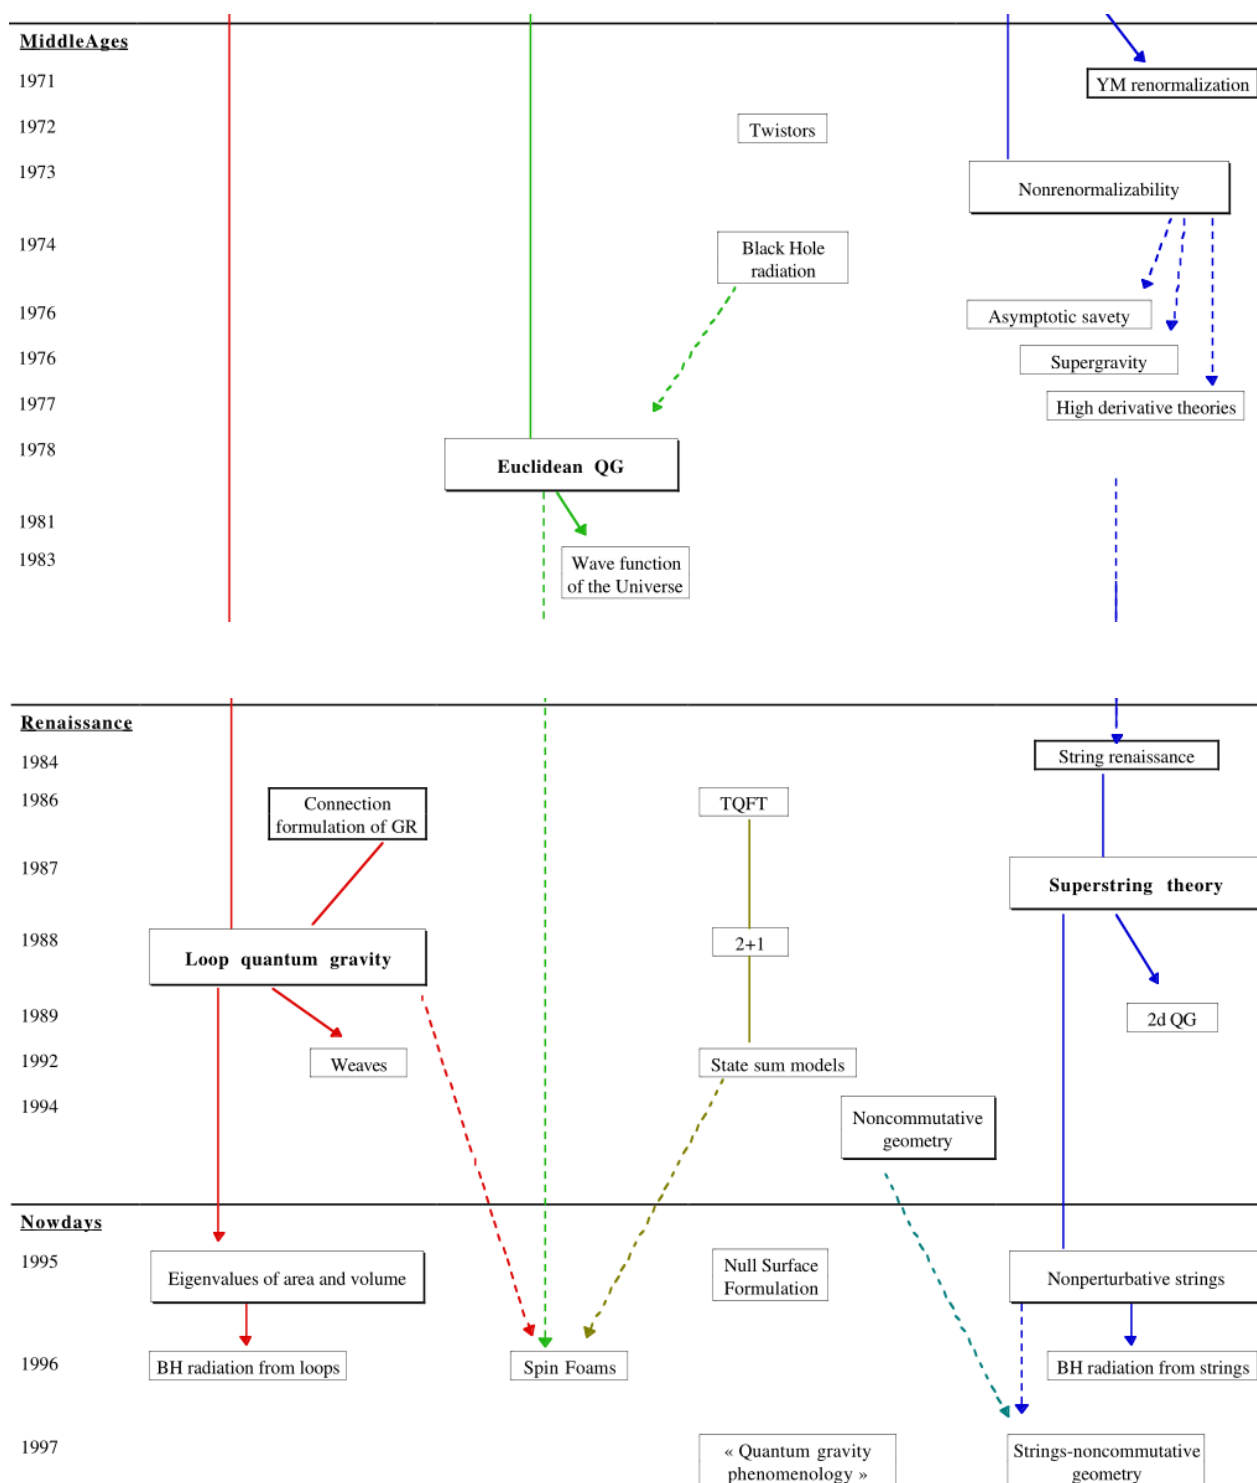 MiddleAges
1971
YM renormalization
1972
Twistors
1973
Nonrenormalizability
1974
Black Hole
radiation
1976
Asymptotic savety
1976
Supergravity
1977
High derivative theories
1978
Euclidean QG
1981
1983
Wave function
of the Universe
Renaissance
1984
String renaissance
1986
Connection
formulation of GR
TQFT
1987
Superstring theory
1988
Loop quantum gravity
2+1
1989
2d QG
1992
Weaves
State sum models
1994
Noncommutative
geometry
Nowdays
1995
Eigenvalues of area and volume
Null Surface
Formulation
Nonperturbative strings
1996
BH radiation from loops
Spin Foams
BH radiation from strings
1997
« Quantum gravity
phenomenology »
Strings-noncommutative
geometry